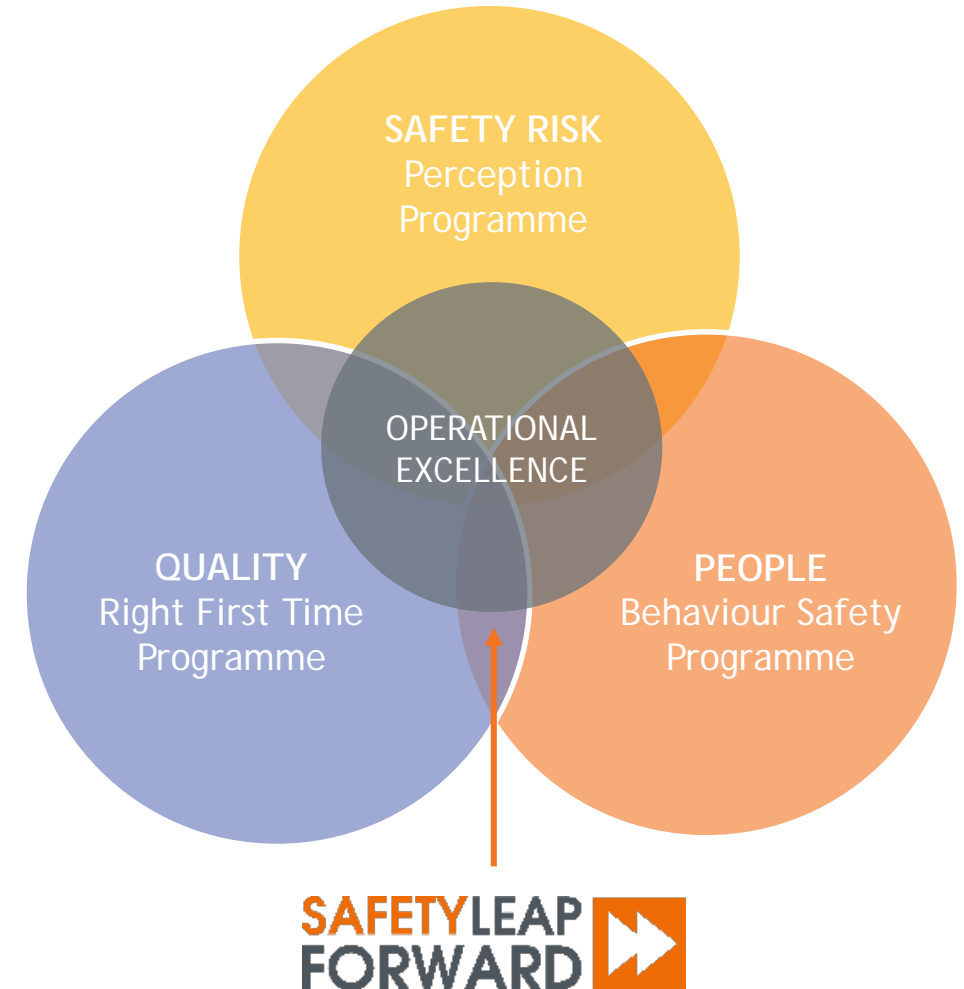 SAFETY RISK
Perception
Programme
OPERATIONAL
EXCELLENCE
QUALITY
Right First Time
Programme
PEOPLE
Behaviour Safety
Programme
SAFETYLEAP
FORWARD